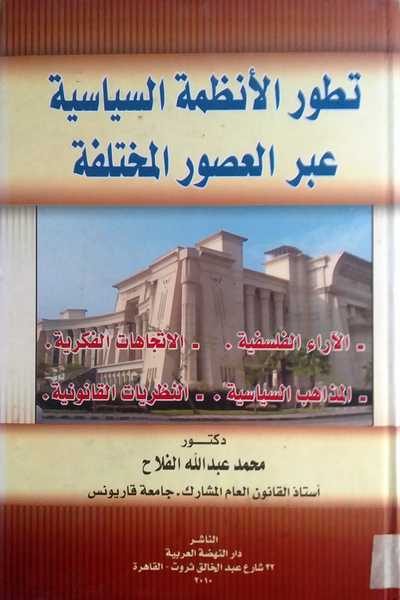 تطور الأنظمة السياسية
عبر العصور المختلفة
- الآراء الفلسفية . - الاتجاهات الفكرية .
- المذاهب السياسية . - النظريات القانونية .
دكتـــور
محمد عبدالله الفلاح
أستاذ القانون العام المشارك . جامعة قاريونس
الناشر
دار النهضة العربية
٣٢ شارع عبد الخالق ثروت - القاهرة
٢٠١٠